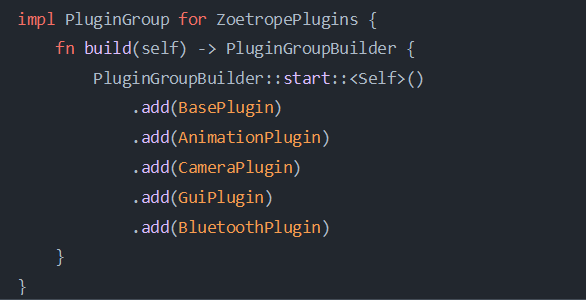 impl PluginGroup for ZoetropePlugins {
    fn build(self) -> PluginGroupBuilder {
        PluginGroupBuilder::start::<Self>()
            .add(BasePlugin)
            .add(AnimationPlugin)
            .add(CameraPlugin)
            .add(GuiPlugin)
            .add(BluetoothPlugin)
    }
}